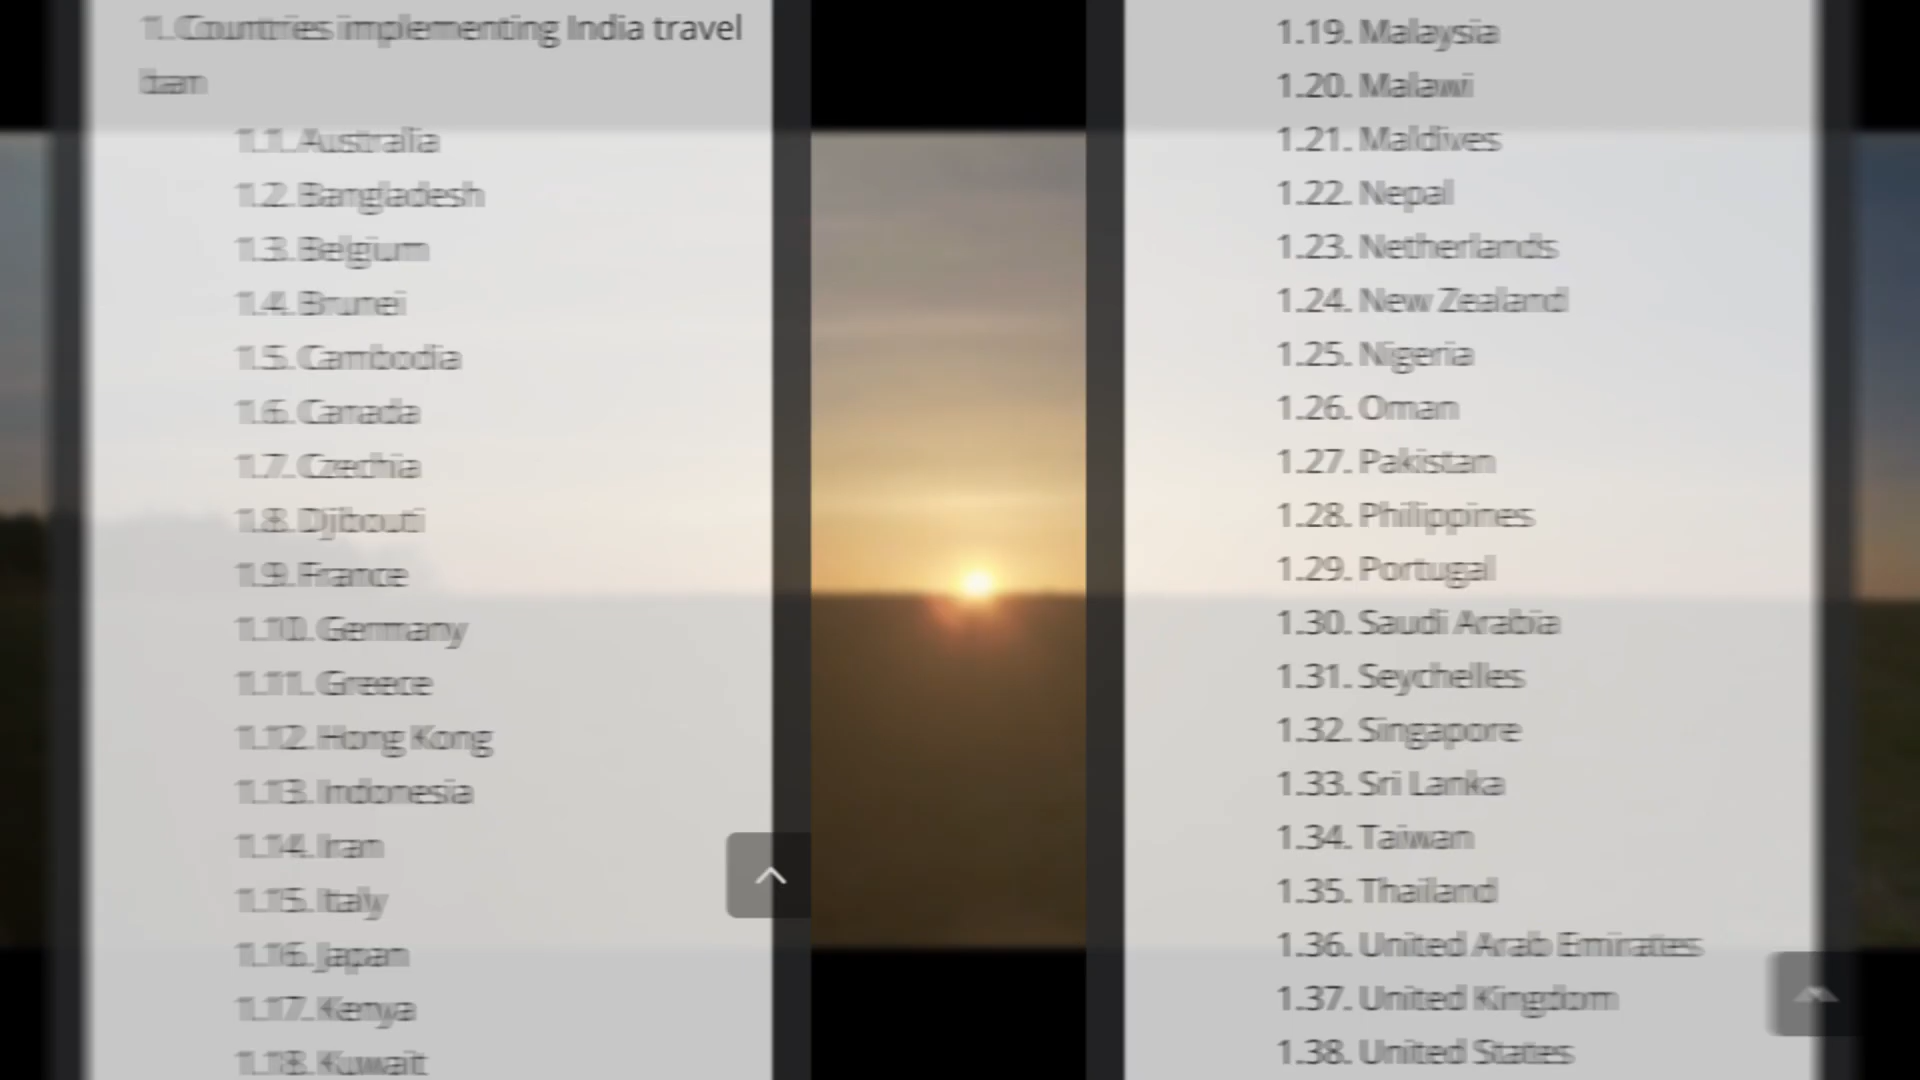 1. Countries implementing India travel
ban
1.1. Australia
1.2. Bangladesh
1.3. Belgium
1.4. Brunei
1.5. Cambodia
1.6. Canada
1.7. Czechia
1.8. Djibouti
1.9. France
1.10. Germany
1.11. Greece
1.12. Hong Kong
1.13. Indonesia
1.14. Iran
1.15. Italy
1.16. Japan
1.17. Kenya
1.18. Kuwait
1.19. Malaysia
1.20. Malawi
1.21. Maldives
1.22. Nepal
1.23. Netherlands
1.24. New Zealand
1.25. Nigeria
1.26. Oman
1.27. Pakistan
1.28. Philippines
1.29. Portugal
1.30. Saudi Arabia
1.31. Seychelles
1.32. Singapore
1.33. Sri Lanka
1.34. Taiwan
1.35. Thailand
1.36. United Arab Emirates
1.37. United Kingdom
1.38. United States